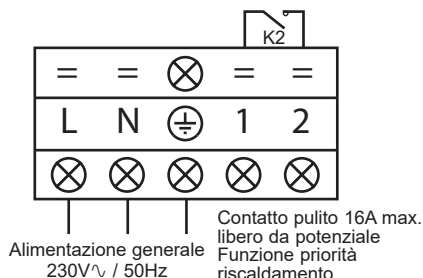 K2
= = = =
L N 1 2
Alimentazione generale
230V∿ / 50Hz
Contatto pulito 16A max.
libero da potenziale
Funzione priorità
riscaldamento